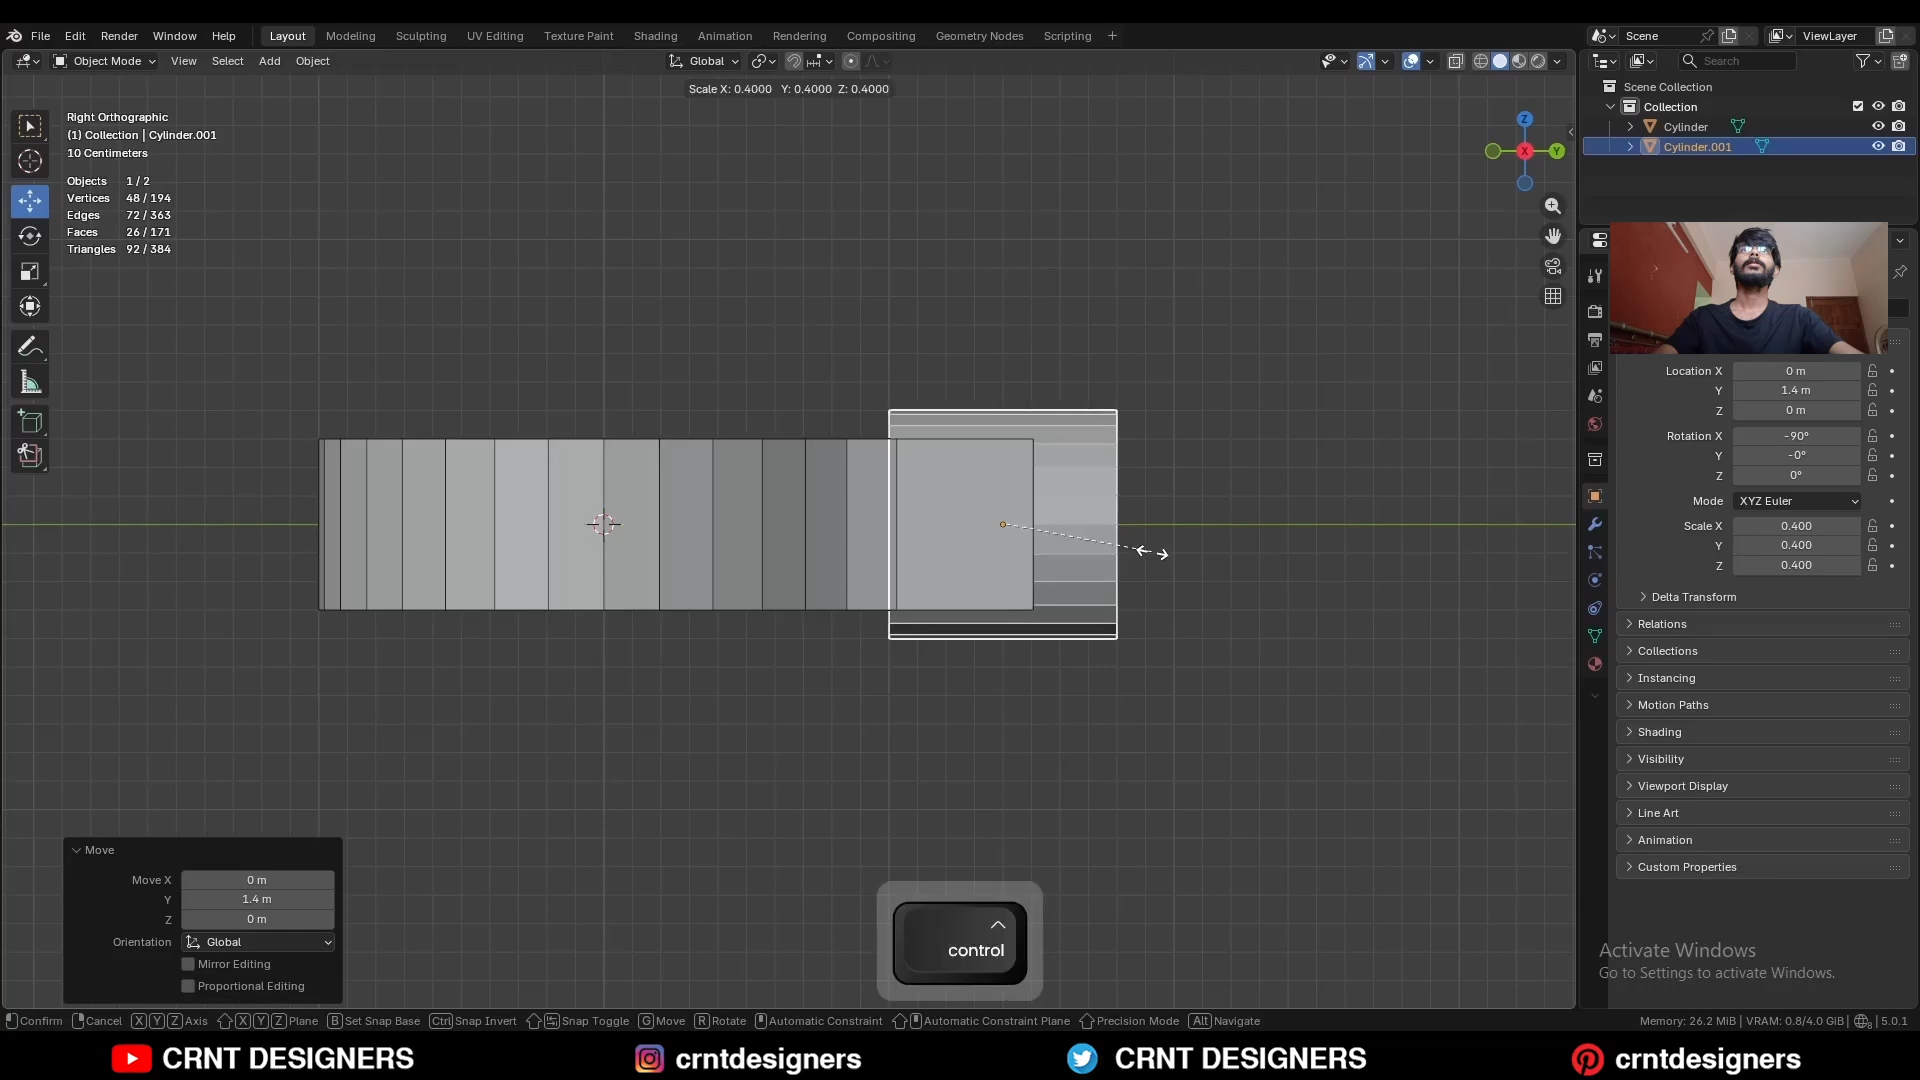 File Edit Render Window Help Layout Modeling Sculpting UV Editing Texture Paint Shading Animation Rendering Compositing Geometry Nodes Scripting + Scene ViewLayer
Object Mode View Select Add Object Global Search
Scale X: 0.4000 Y: 0.4000 Z: 0.4000
Right Orthographic
(1) Collection | Cylinder.001
10 Centimeters
Objects 1 / 2
Vertices 48 / 194
Edges 72 / 363
Faces 26 / 171
Triangles 92 / 384
Z
X
Y
Scene Collection
Collection
Cylinder
Cylinder.001
Location X 0 m
Y 1.4 m
Z 0 m
Rotation X -90°
Y -0°
Z 0°
Mode XYZ Euler
Scale X 0.400
Y 0.400
Z 0.400
Delta Transform
Relations
Collections
Instancing
Motion Paths
Shading
Visibility
Viewport Display
Line Art
Animation
Custom Properties
Move
Move X 0 m
Y 1.4 m
Z 0 m
Orientation Global
Mirror Editing
Proportional Editing
control
Activate Windows
Go to Settings to activate Windows.
Confirm Cancel X Y Z Axis X Y Z Plane B Set Snap Base Ctrl Snap Invert Snap Toggle G Move R Rotate Automatic Constraint Automatic Constraint Plane Precision Mode Alt Navigate Memory: 26.2 MiB | VRAM: 0.8/4.0 GiB | 8 | 5.0.1
CRNT DESIGNERS crntdesigners CRNT DESIGNERS crntdesigners